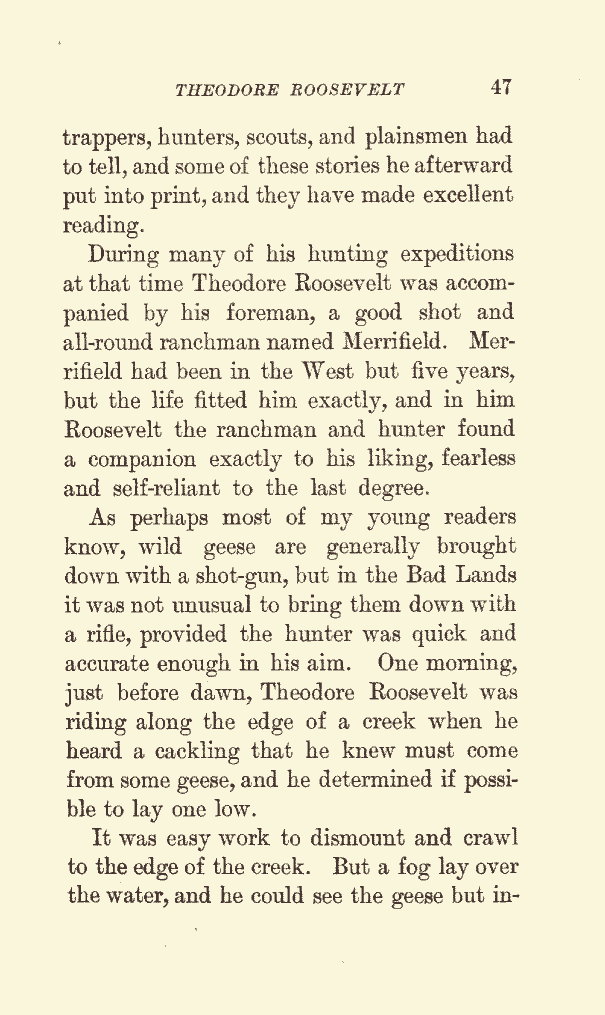 THEODORE ROOSEVELT 47
trappers, hunters, scouts, and plainsmen had
to tell, and some of these stories he afterward
put into print, and they have made excellent
reading.
During many of his hunting expeditions
at that time Theodore Roosevelt was accom-
panied by his foreman, a good shot and
all-round ranchman named Merrifield. Mer-
rifield had been in the West but five years,
but the life fitted him exactly, and in him
Roosevelt the ranchman and hunter found
a companion exactly to his liking, fearless
and self-reliant to the last degree.
As perhaps most of my young readers
know, wild geese are generally brought
down with a shot-gun, but in the Bad Lands
it was not unusual to bring them down with
a rifle, provided the hunter was quick and
accurate enough in his aim. One morning,
just before dawn, Theodore Roosevelt was
riding along the edge of a creek when he
heard a cackling that he knew must come
from some geese, and he determined if possi-
ble to lay one low.
It was easy work to dismount and crawl
to the edge of the creek. But a fog lay over
the water, and he could see the geese but in-